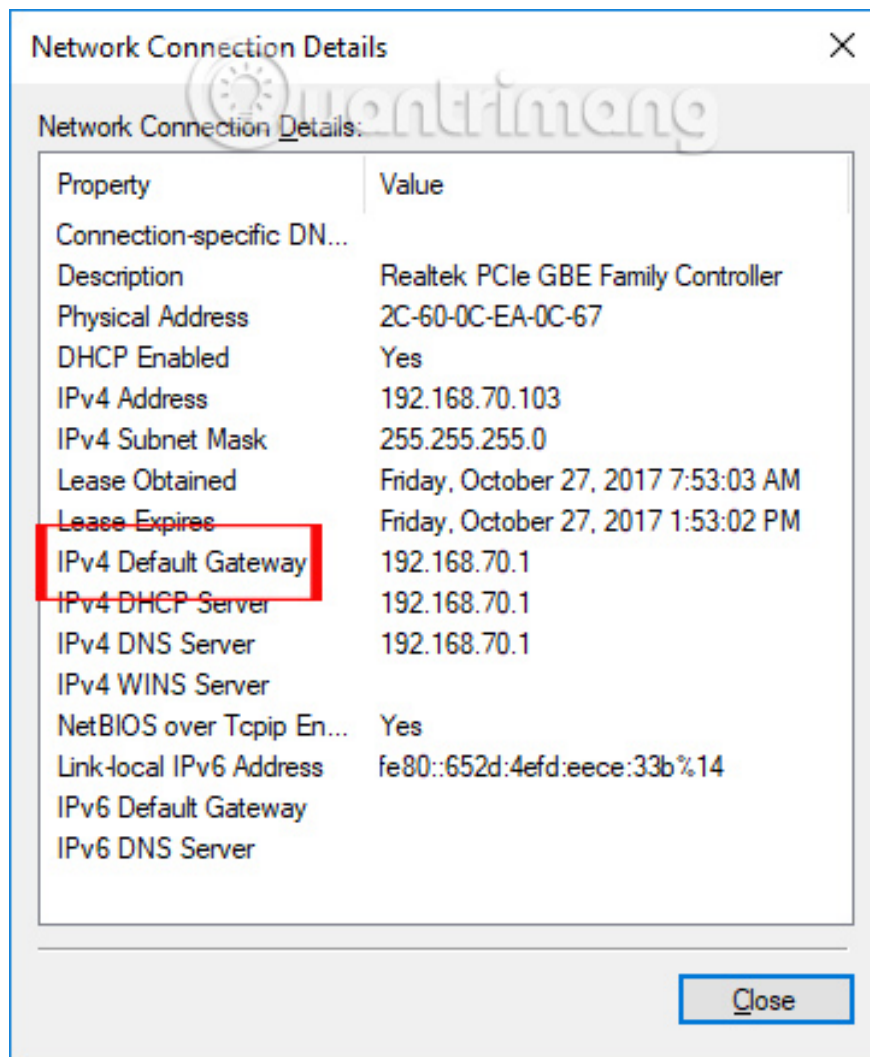 Network Connection Details
Quantrimang
Network Connection Details:
Property Value
Connection-specific DN...
Description Realtek PCIe GBE Family Controller
Physical Address 2C-60-0C-EA-0C-67
DHCP Enabled Yes
IPv4 Address 192.168.70.103
IPv4 Subnet Mask 255.255.255.0
Lease Obtained Friday, October 27, 2017 7:53:03 AM
Lease Expires Friday, October 27, 2017 1:53:02 PM
IPv4 Default Gateway 192.168.70.1
IPv4 DHCP Server 192.168.70.1
IPv4 DNS Server 192.168.70.1
IPv4 WINS Server
NetBIOS over Tcpip En... Yes
Link-local IPv6 Address fe80::652d:4efd:eece:33b%14
IPv6 Default Gateway
IPv6 DNS Server
Close